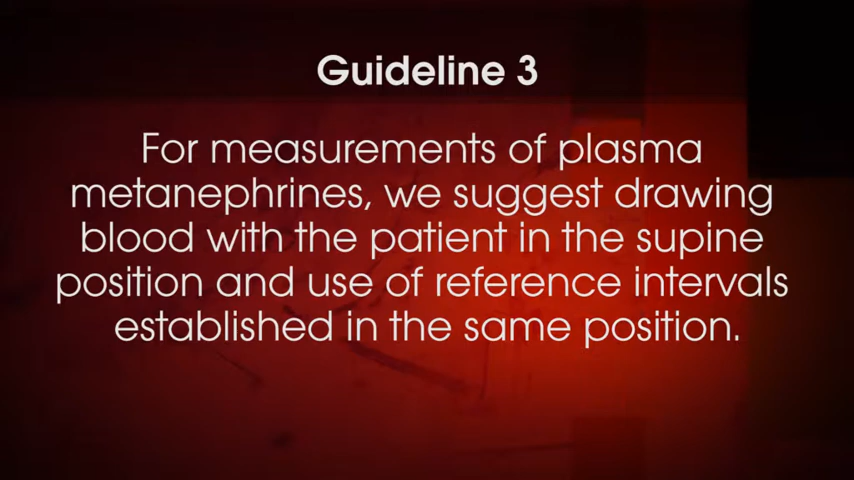 Guideline 3
For measurements of plasma
metanephrines, we suggest drawing
blood with the patient in the supine
position and use of reference intervals
established in the same position.